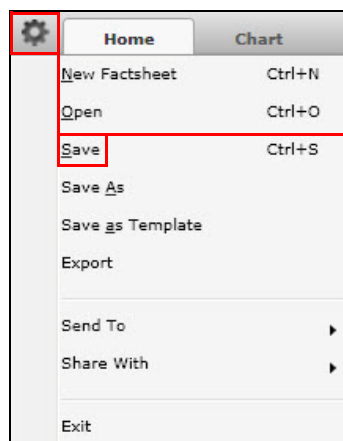 Home Chart
New Factsheet Ctrl+N
Open Ctrl+O
Save Ctrl+S
Save As
Save as Template
Export
Send To
Share With
Exit